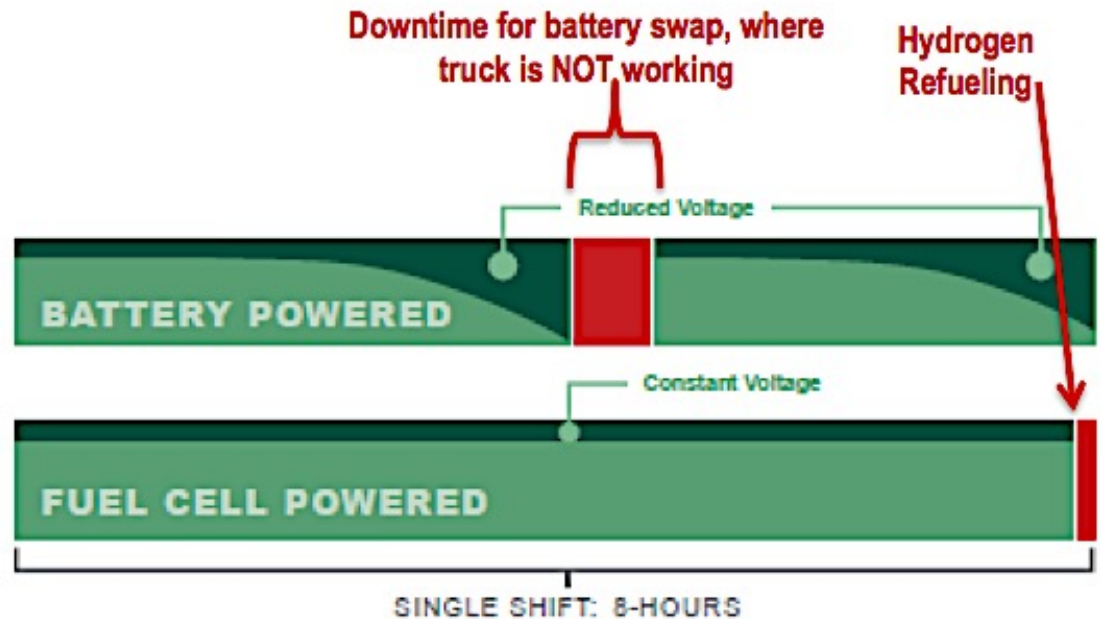 Downtime for battery swap, where
truck is NOT working
Hydrogen
Refueling
Reduced Voltage
BATTERY POWERED
Constant Voltage
FUEL CELL POWERED
SINGLE SHIFT: 8-HOURS